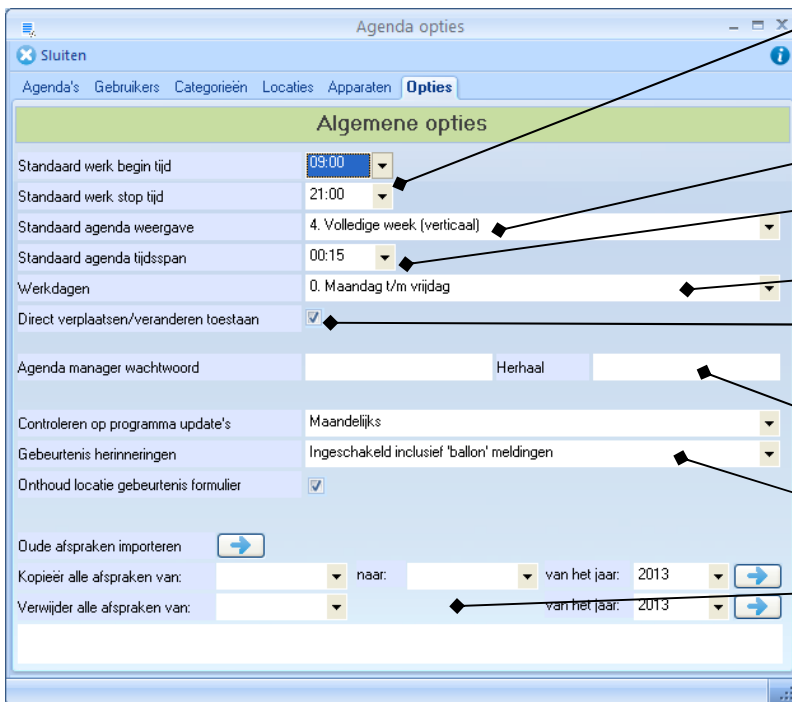 Agenda opties
Sluiten
Agenda's Gebruikers Categorieën Locaties Apparaten Opties
Algemene opties
Standaard werk begin tijd 09:00
Standaard werk stop tijd 21:00
Standaard agenda weergave 4. Volledige week (verticaal)
Standaard agenda tijdsspan 00:15
Werkdagen 0. Maandag t/m vrijdag
Direct verplaatsen/veranderen toestaan
Agenda manager wachtwoord Herhaal
Controleren op programma update's Maandelijks
Gebeurtenis herinneringen Ingeschakeld inclusief 'ballon' meldingen
Onthoud locatie gebeurtenis formulier
Oude afspraken importeren
Kopieër alle afspraken van: naar: van het jaar: 2013
Verwijder alle afspraken van: van het jaar: 2013